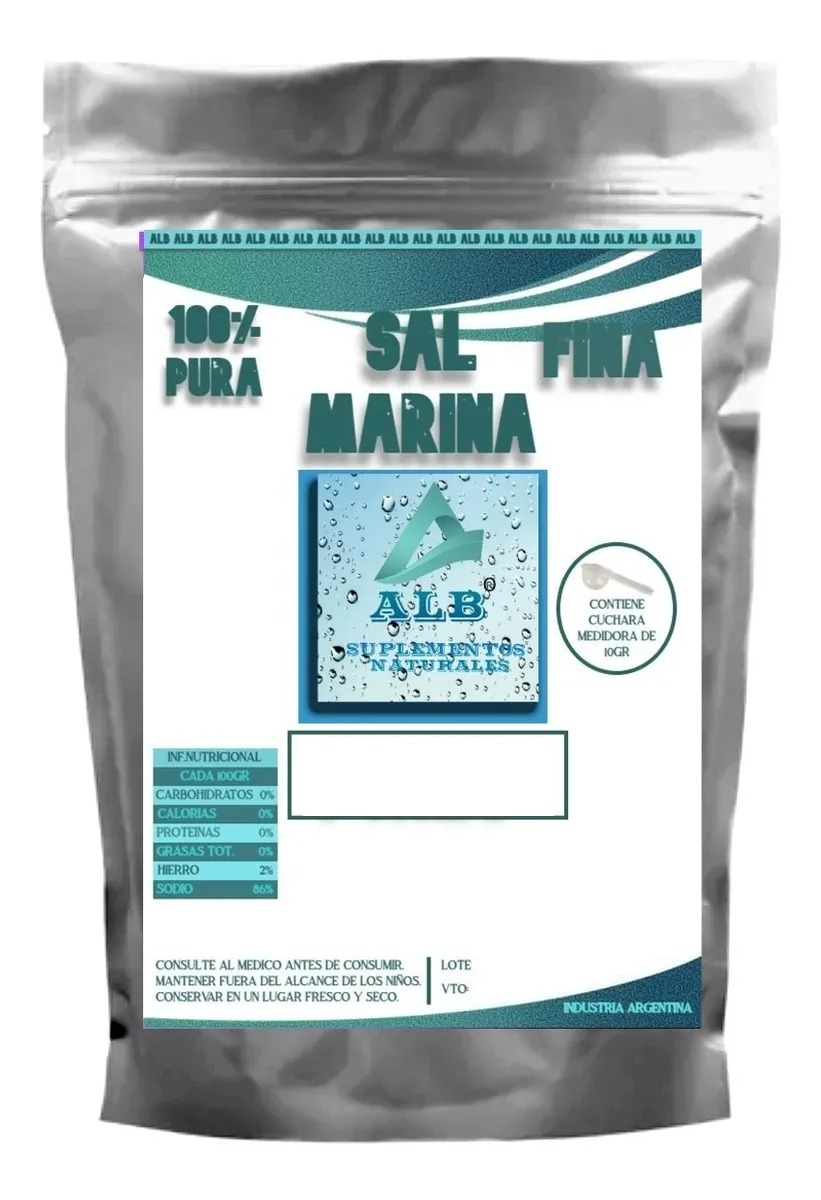 ALB ALB ALB ALB ALB ALB ALB ALB ALB ALB ALB ALB ALB ALB ALB ALB ALB ALB ALB ALB ALB ALB ALB
100% PURA
SAL MARINA
FINA
ALB®
SUPLEMENTOS
NATURALES
CONTIENE
CUCHARA
MEDIDORA DE
10GR
INF.NUTRICIONAL
CADA 100GR
CARBOHIDRATOS 0%
CALORIAS 0%
PROTEINAS 0%
GRASAS TOT. 0%
HIERRO 2%
SODIO 86%
CONSULTE AL MEDICO ANTES DE CONSUMIR.
MANTENER FUERA DEL ALCANCE DE LOS NIÑOS.
CONSERVAR EN UN LUGAR FRESCO Y SECO.
LOTE
VTO:
INDUSTRIA ARGENTINA